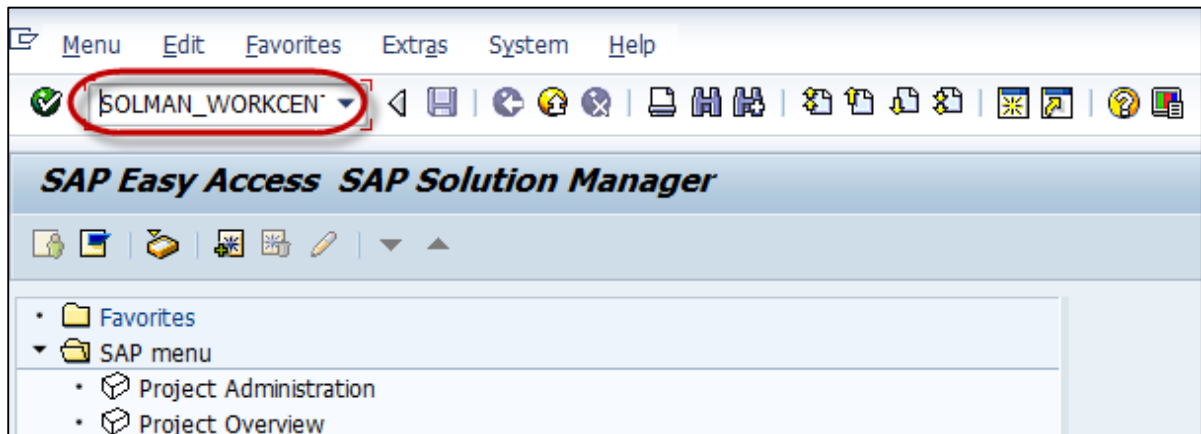 Menu Edit Favorites Extras System Help
SOLMAN_WORKCEN
SAP Easy Access SAP Solution Manager
Favorites
SAP menu
Project Administration
Project Overview